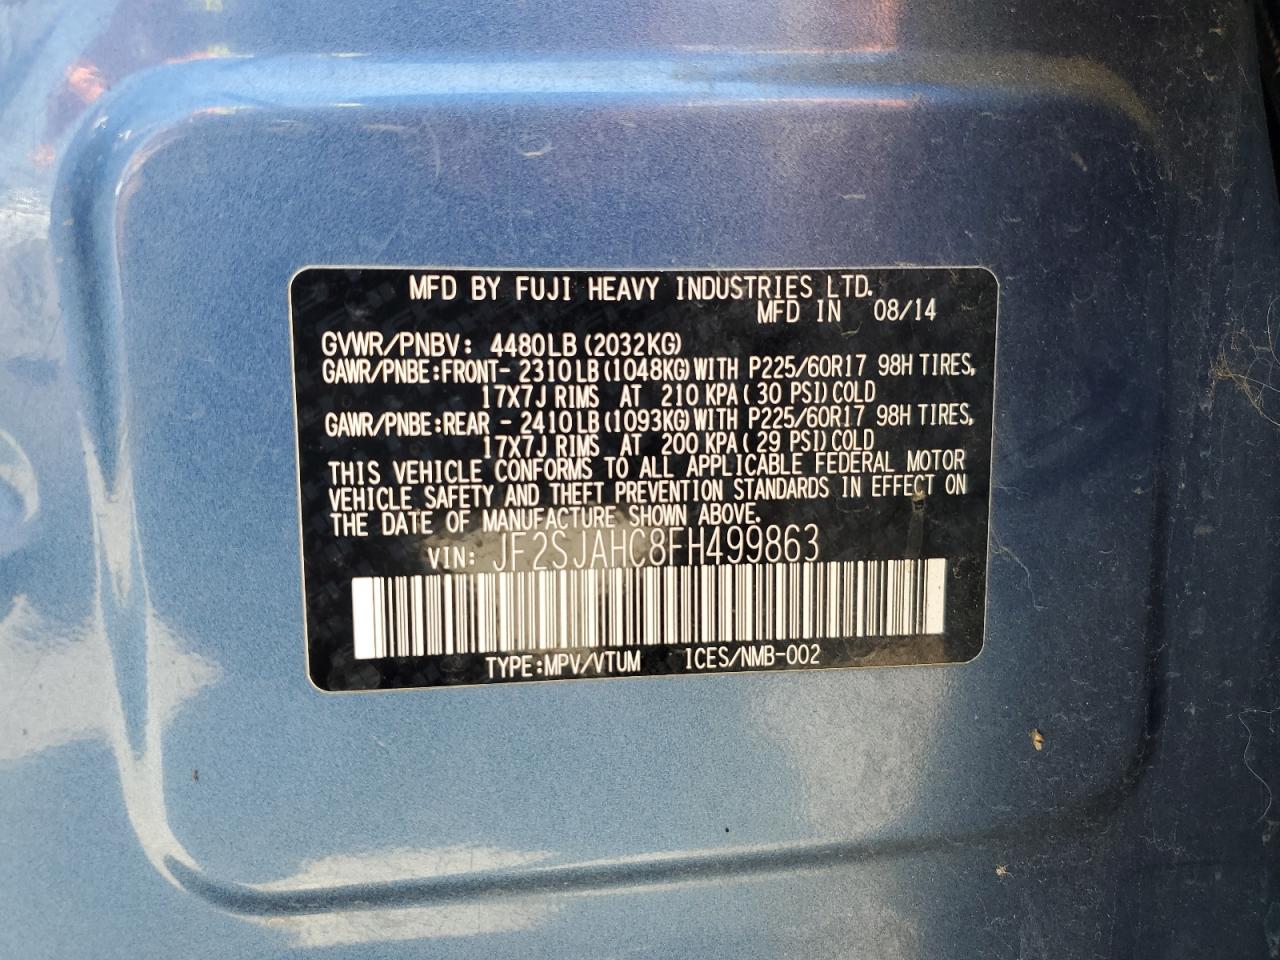 MFD BY FUJI HEAVY INDUSTRIES LTD.
MFD IN 08/14
GVWR/PNBV: 4480LB (2032KG)
GAWR/PNBE:FRONT- 2310LB (1048KG) WITH P225/60R17 98H TIRES,
17X7J RIMS AT 210 KPA ( 30 PSI) COLD
GAWR/PNBE:REAR - 2410LB (1093KG) WITH P225/60R17 98H TIRES,
17X7J RIMS AT 200 KPA ( 29 PSI) COLD
THIS VEHICLE CONFORMS TO ALL APPLICABLE FEDERAL MOTOR
VEHICLE SAFETY AND THEFT PREVENTION STANDARDS IN EFFECT ON
THE DATE OF MANUFACTURE SHOWN ABOVE.
VIN: JF2SJAHC8FH499863
TYPE:MPV/VTUM ICES/NMB-002